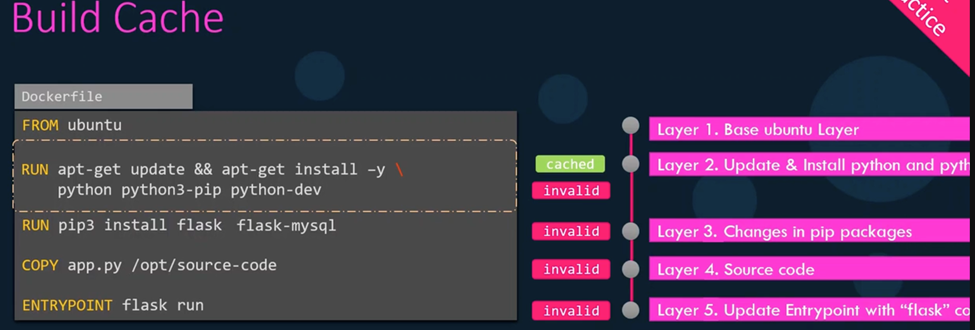 Build Cache
Dockerfile
FROM ubuntu
RUN apt-get update && apt-get install –y \
python python3-pip python-dev
RUN pip3 install flask flask-mysql
COPY app.py /opt/source-code
ENTRYPOINT flask run
cached
invalid
invalid
invalid
invalid
Layer 1. Base ubuntu Layer
Layer 2. Update & Install python and
Layer 3. Changes in pip packages
Layer 4. Source code
Layer 5. Update Entrypoint with “flask”